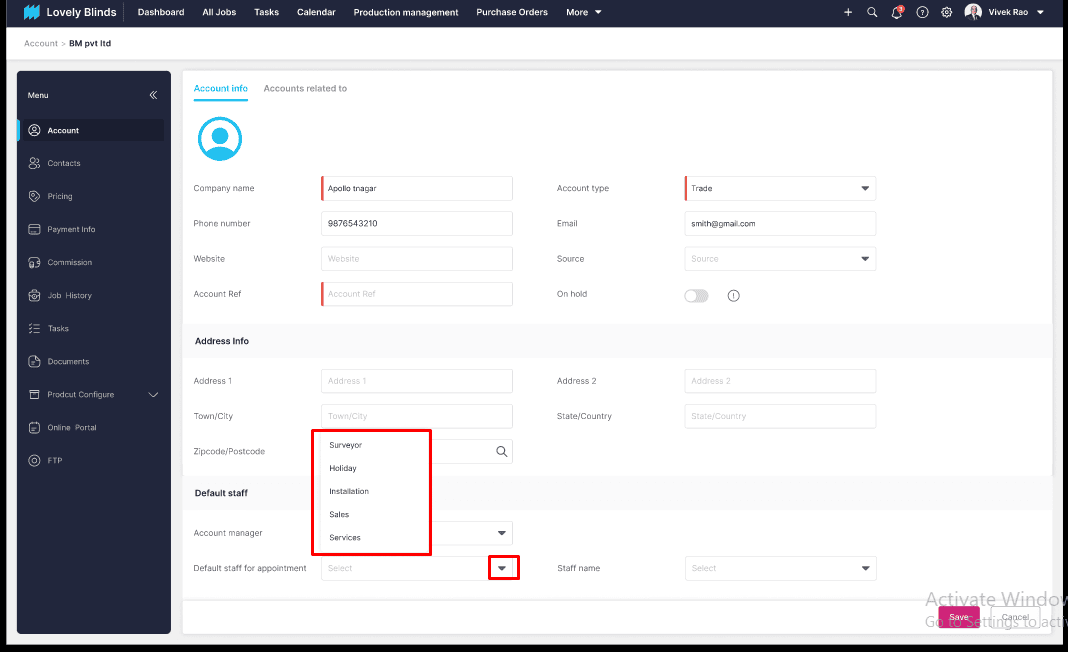 Lovely Blinds Dashboard All Jobs Tasks Calendar Production management Purchase Orders More Vivek Rao
Account > BM pvt ltd
Menu
Account
Contacts
Pricing
Payment Info
Commission
Job History
Tasks
Documents
Prodcut Configure
Online Portal
FTP
Account info Accounts related to
Company name Apollo tnagar Account type Trade
Phone number 9876543210 Email smith@gmail.com
Website Website Source Source
Account Ref Account Ref On hold
Address Info
Address 1 Address 1 Address 2 Address 2
Town/City Town/City State/Country State/Country
Zipcode/Postcode
Surveyor
Holiday
Installation
Sales
Services
Default staff
Account manager
Default staff for appointment Select Staff name Select
Activate Window
Save Cancel
Go to Settings to activ